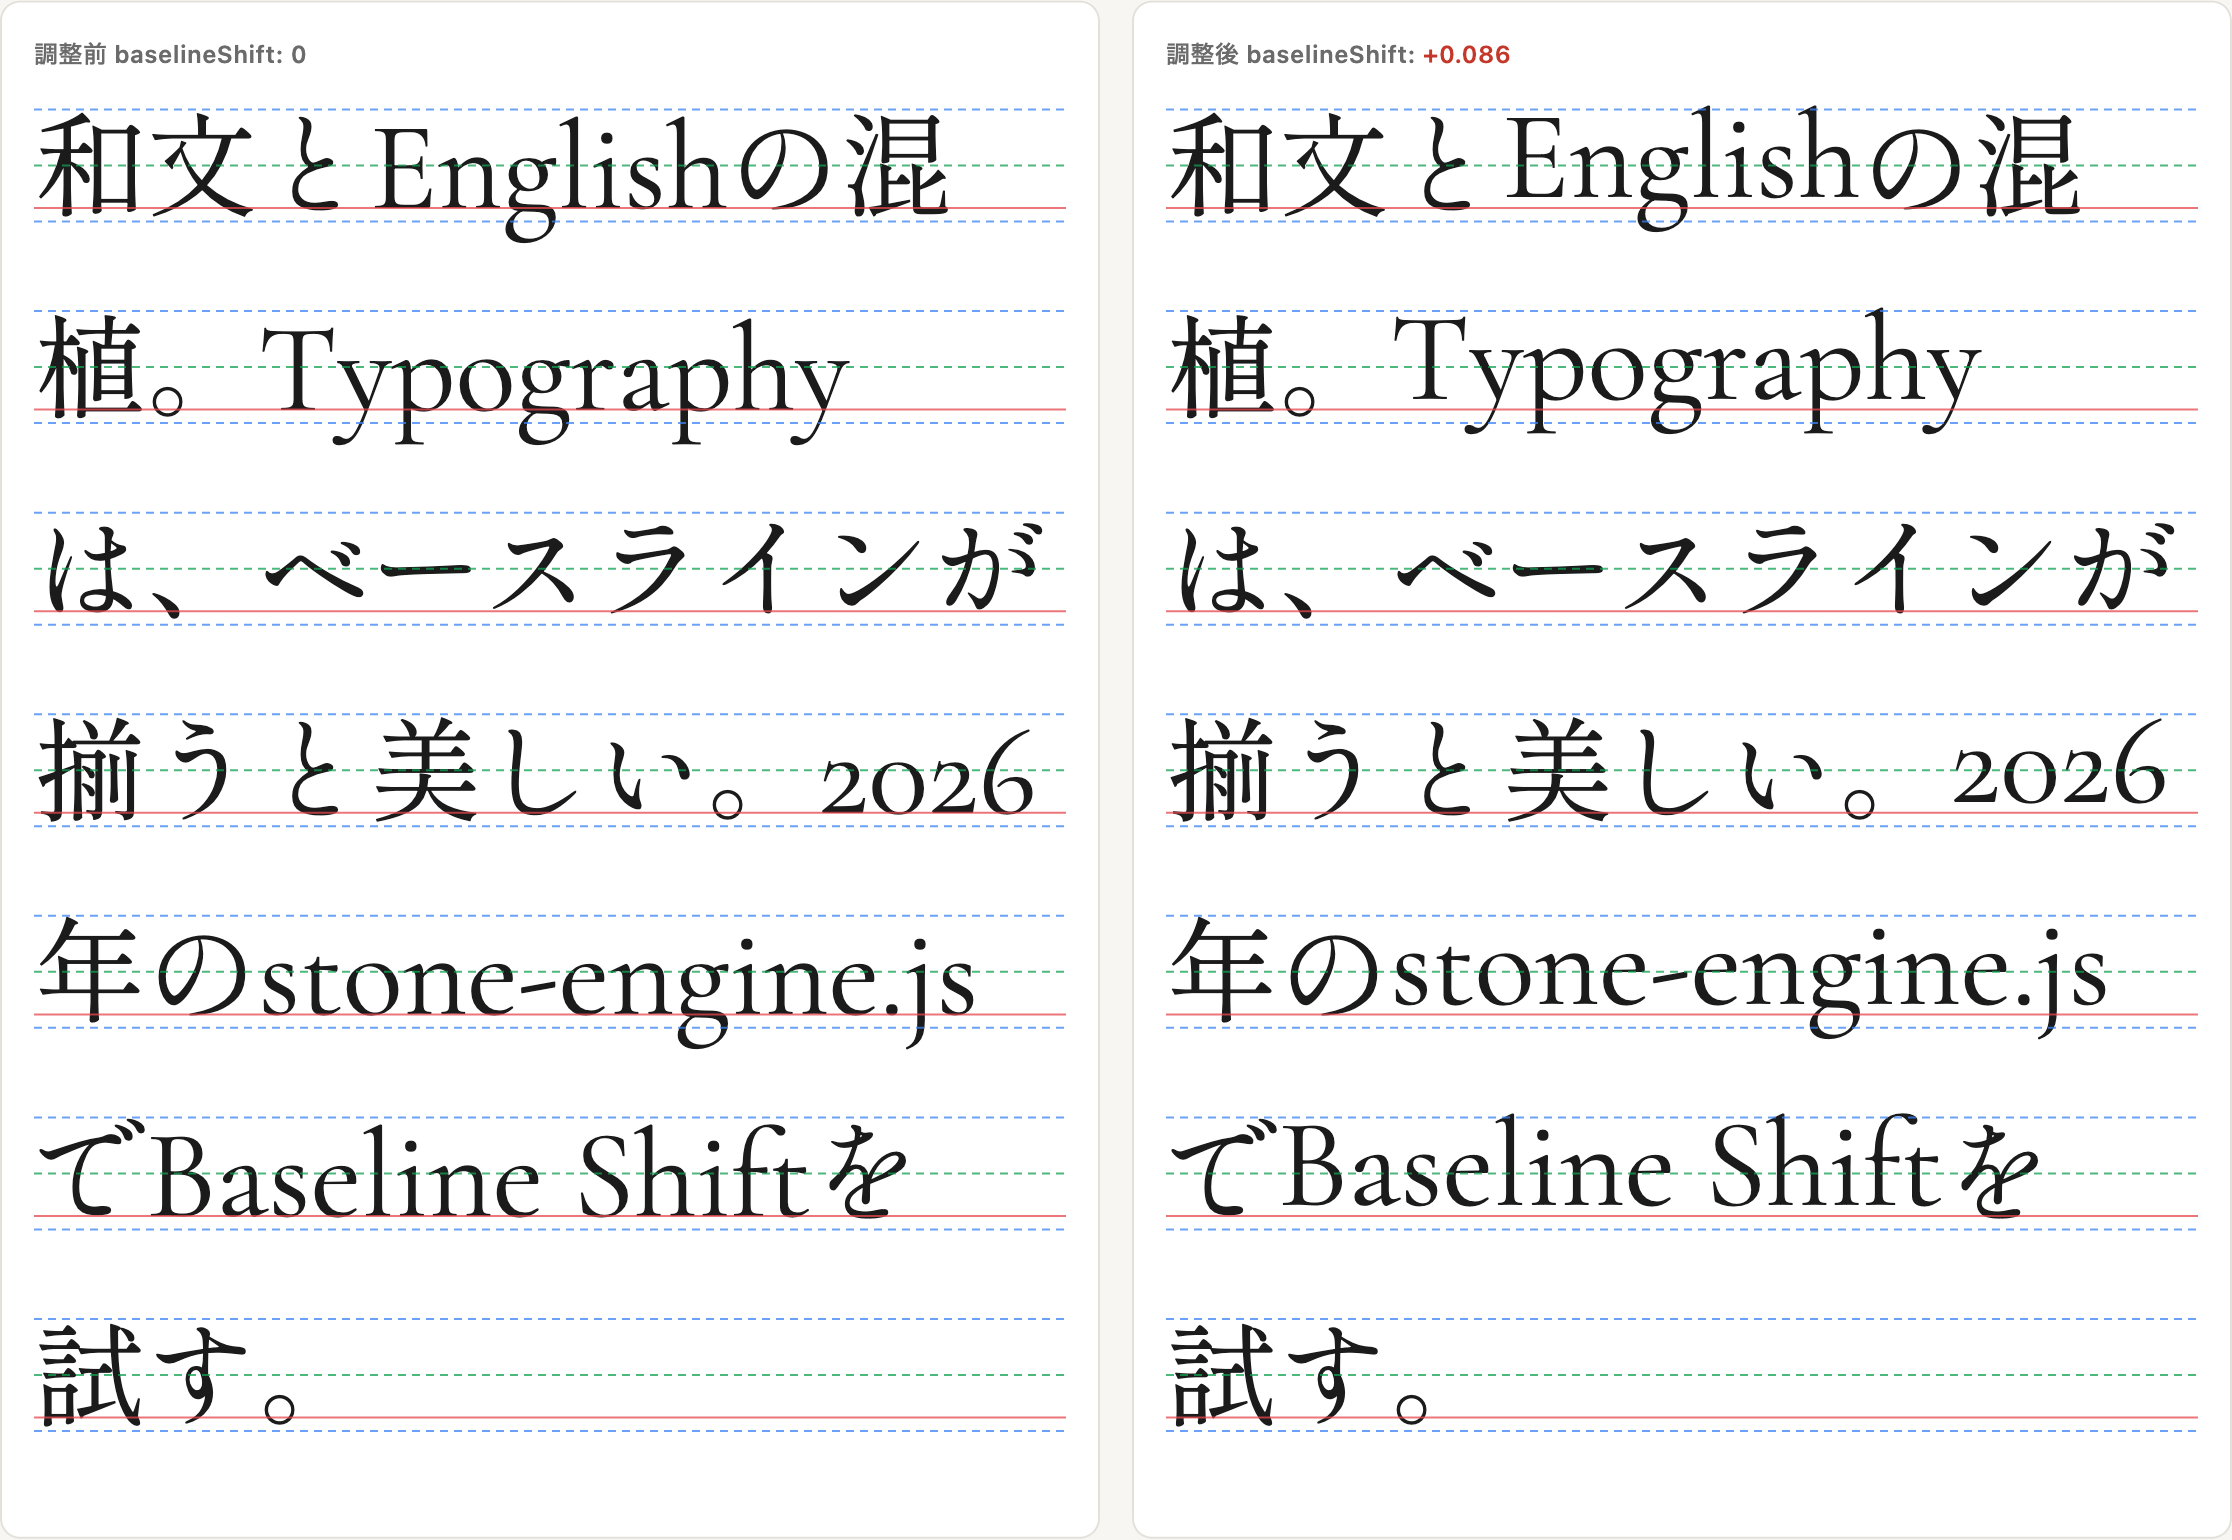 調整前 baselineShift: 0
和文とEnglishの混
植。Typography
は、ベースラインが
揃うと美しい。2026
年のstone-engine.js
でBaseline Shiftを
試す。
調整後 baselineShift: +0.086
和文とEnglishの混
植。Typography
は、ベースラインが
揃うと美しい。2026
年のstone-engine.js
でBaseline Shiftを
試す。